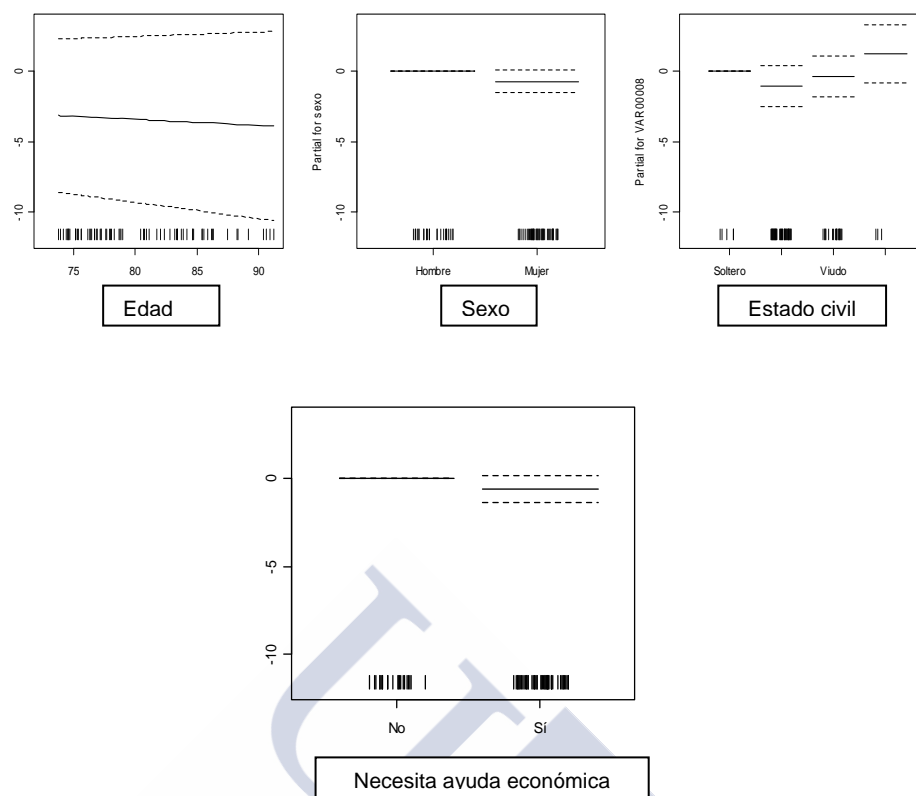 0
-5
-10
75 80 85 90
Edad
Partial for sexo
0
-5
-10
Hombre Mujer
Sexo
Partial for VAR00008
0
-5
-10
Soltero Viudo
Estado civil
0
-5
-10
No Sí
Necesita ayuda económica